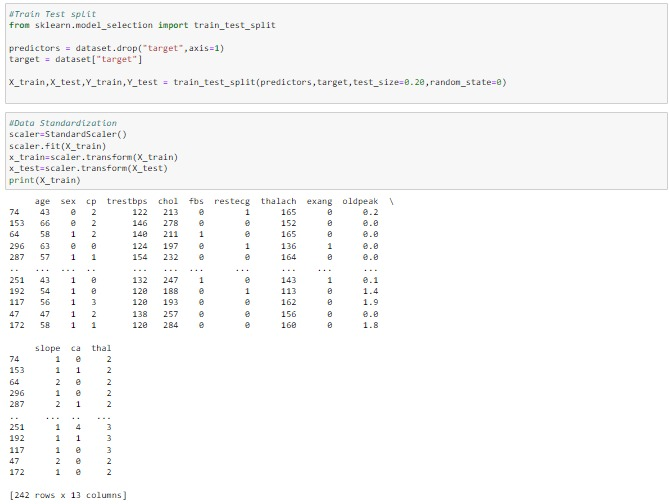 #Train Test split
from sklearn.model_selection import train_test_split
predictors = dataset.drop("target",axis=1)
target = dataset["target"]
X_train,X_test,Y_train,Y_test = train_test_split(predictors,target,test_size=0.20,random_state=0)
#Data Standardization
scaler=StandardScaler()
scaler.fit(X_train)
x_train=scaler.transform(X_train)
x_test=scaler.transform(X_test)
print(X_train)
age sex cp trestbps chol fbs restecg thalach exang oldpeak \
74 43 0 2 122 213 0 1 165 0 0.2
153 66 0 2 146 278 0 0 152 0 0.0
64 58 1 2 140 211 1 0 165 0 0.0
296 63 0 0 124 197 0 1 136 1 0.0
287 57 1 1 154 232 0 0 164 0 0.0
.. ... ... .. ... ... ... ... ... ... ...
251 43 1 0 132 247 1 0 143 1 0.1
192 54 1 0 120 188 0 1 113 0 1.4
117 56 1 3 120 193 0 0 162 0 1.9
47 47 1 2 138 257 0 0 156 0 0.0
172 58 1 1 120 284 0 0 160 0 1.8
slope ca thal
74 1 0 2
153 1 1 2
64 2 0 2
296 1 0 2
287 2 1 2
.. ... .. ...
251 1 4 3
192 1 1 3
117 1 0 3
47 2 0 2
172 1 0 2
[242 rows x 13 columns]